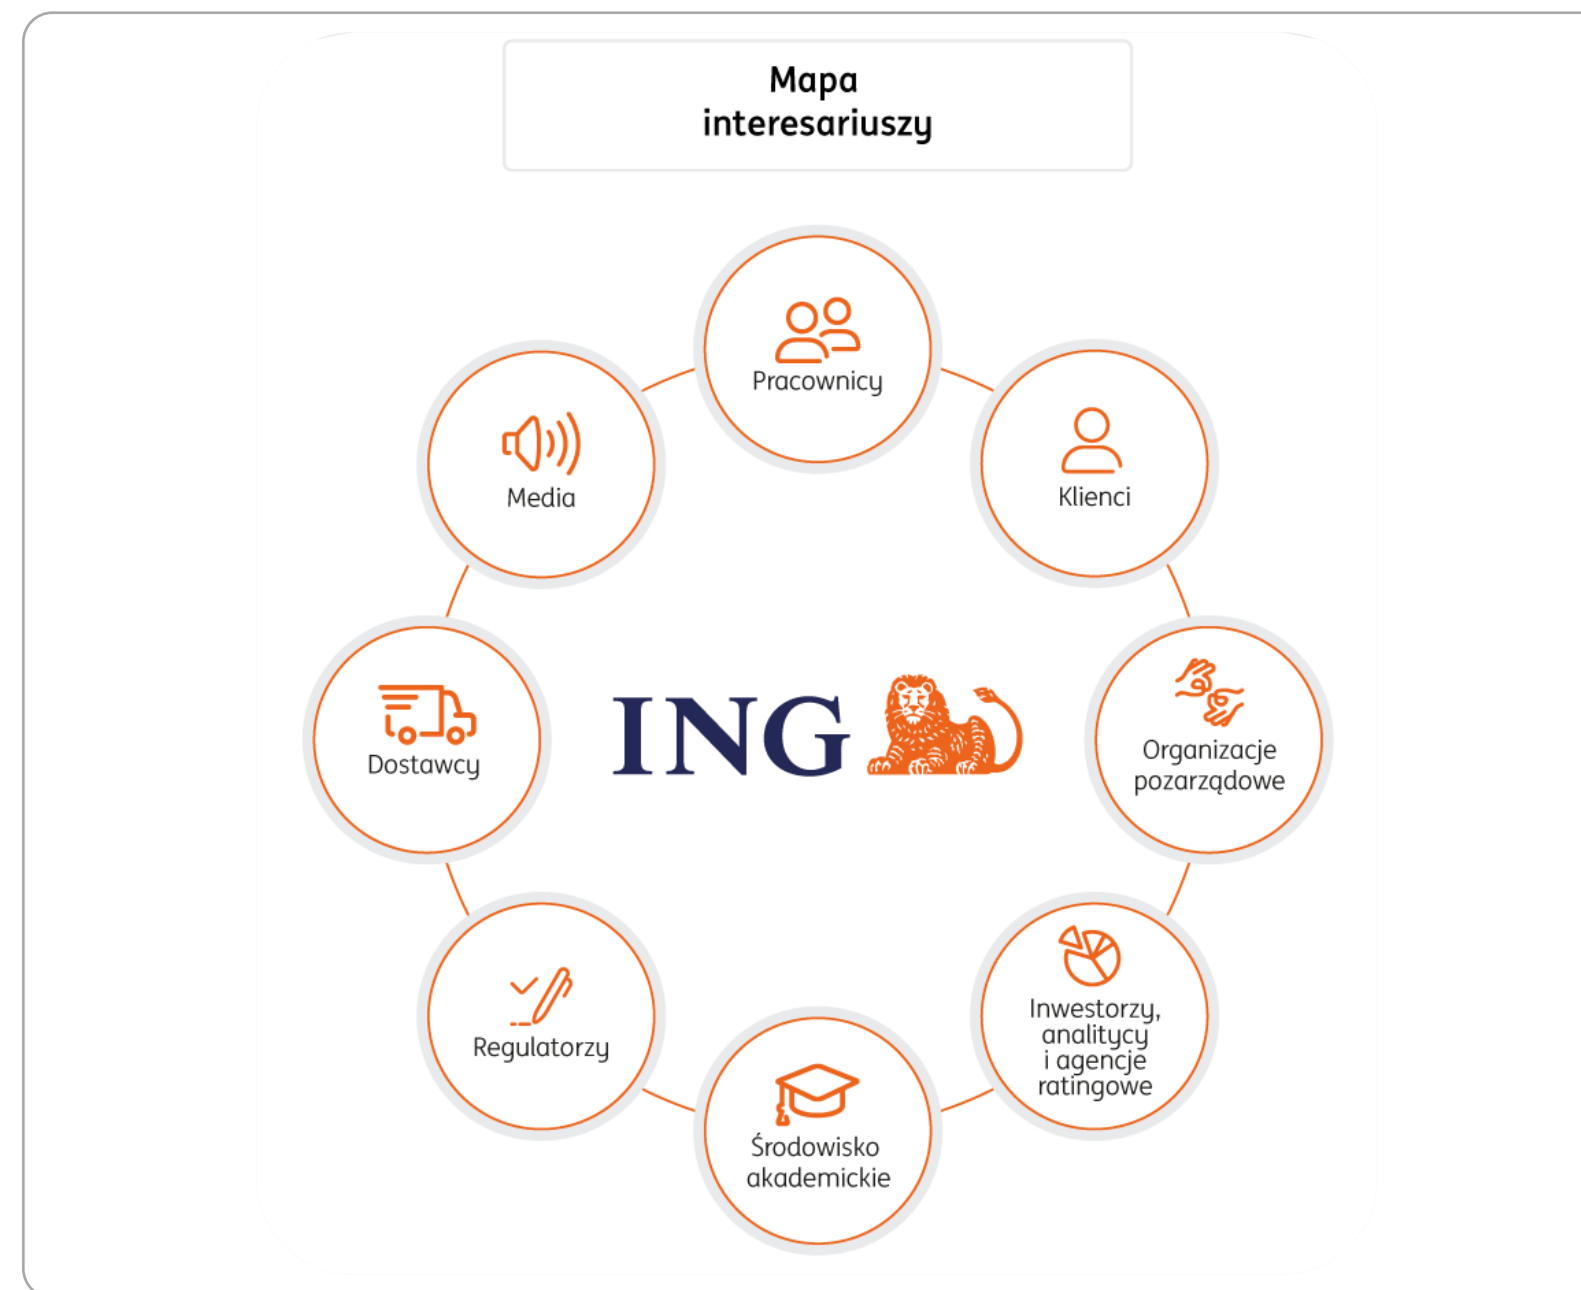 Mapa
interesariuszy
Pracownicy
Media
Klienci
Dostawcy
ING
Organizacje
pozarządowe
Regulatorzy
Inwestorzy,
analitycy
i agencje
ratingowe
Środowisko
akademickie